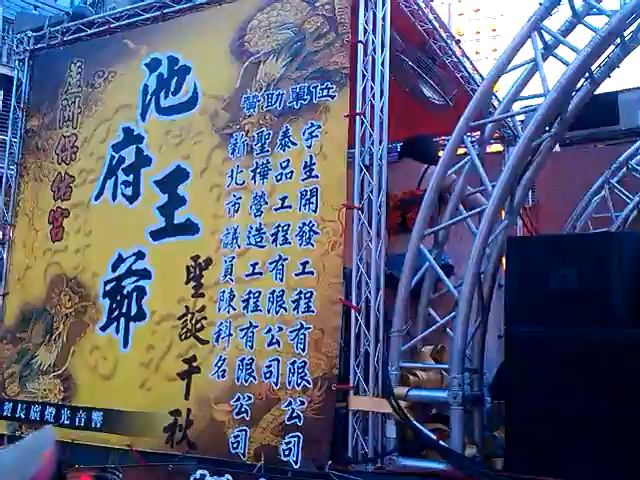 贊助單位
宇生開發工程有限公司
泰品工程有限公司
聖樺營造工程有限公司
新北市議員陳科名
聖誕千秋
池府王爺
蘆洲保佑宮
長廣燈光音響